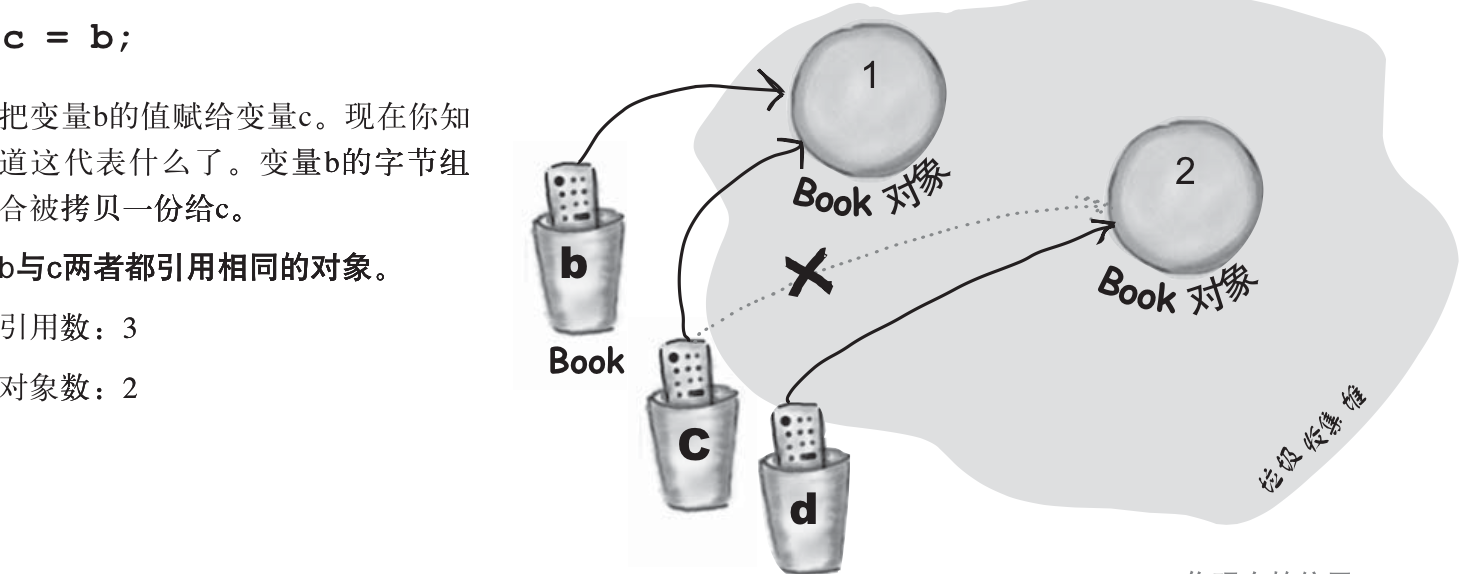 c = b;
把变量b的值赋给变量c。现在你知
道这代表什么了。变量b的字节组
合被拷贝一份给c。
b与c两者都引用相同的对象。
引用数：3
对象数：2
1
Book 对象
2
Book 对象
b
Book
C
d
垃圾收集堆